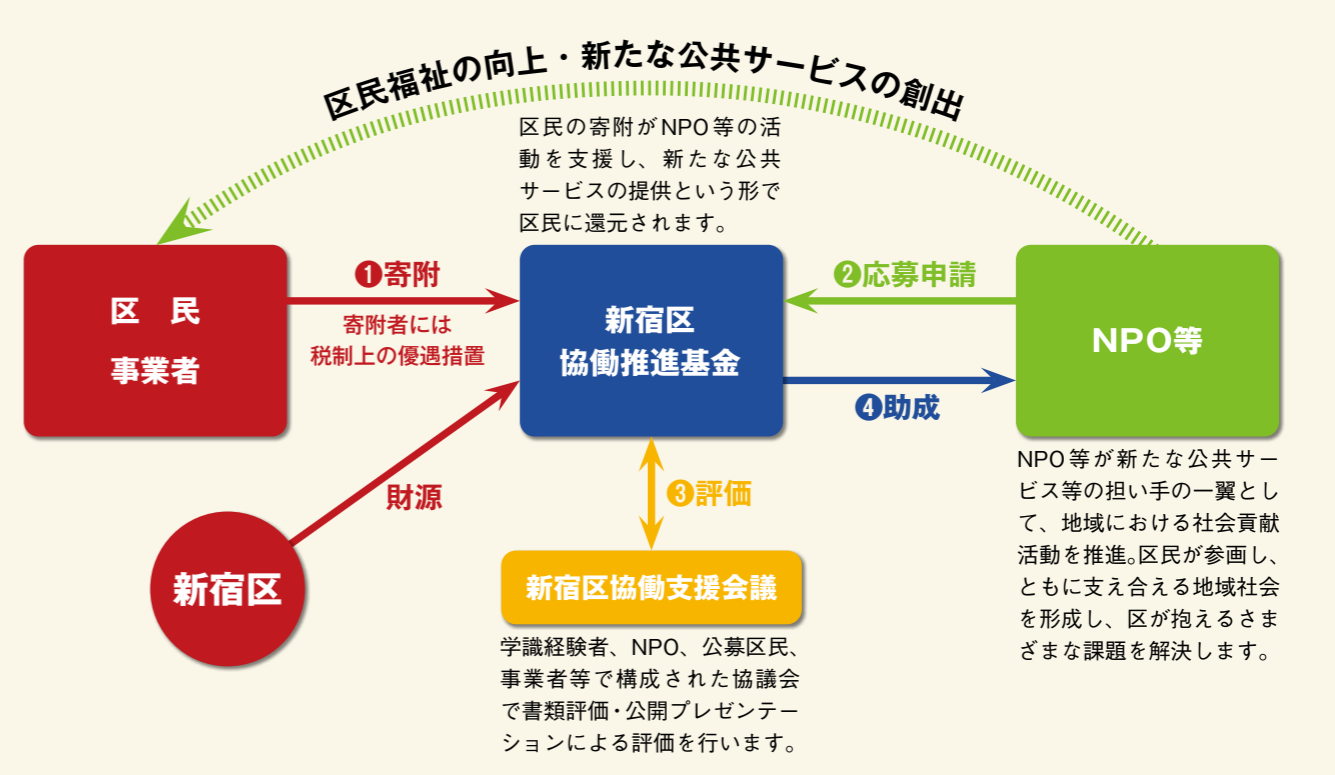 区民福祉の向上・新たな公共サービスの創出
区民の寄附がNPO等の活
動を支援し、新たな公共
サービスの提供という形で
区民に還元されます。
区 民
事業者
❶寄附
寄附者には
税制上の優遇措置
新宿区
協働推進基金
❷応募申請
❹助成
NPO等
NPO等が新たな公共サー
ビス等の担い手の一翼とし
て、地域における社会貢献
活動を推進。区民が参画し、
ともに支え合える地域社会
を形成し、区が抱えるさま
ざまな課題を解決します。
財源
新宿区
❸評価
新宿区協働支援会議
学識経験者、NPO、公募区民、
事業者等で構成された協議会
で書類評価・公開プレゼンテー
ションによる評価を行います。